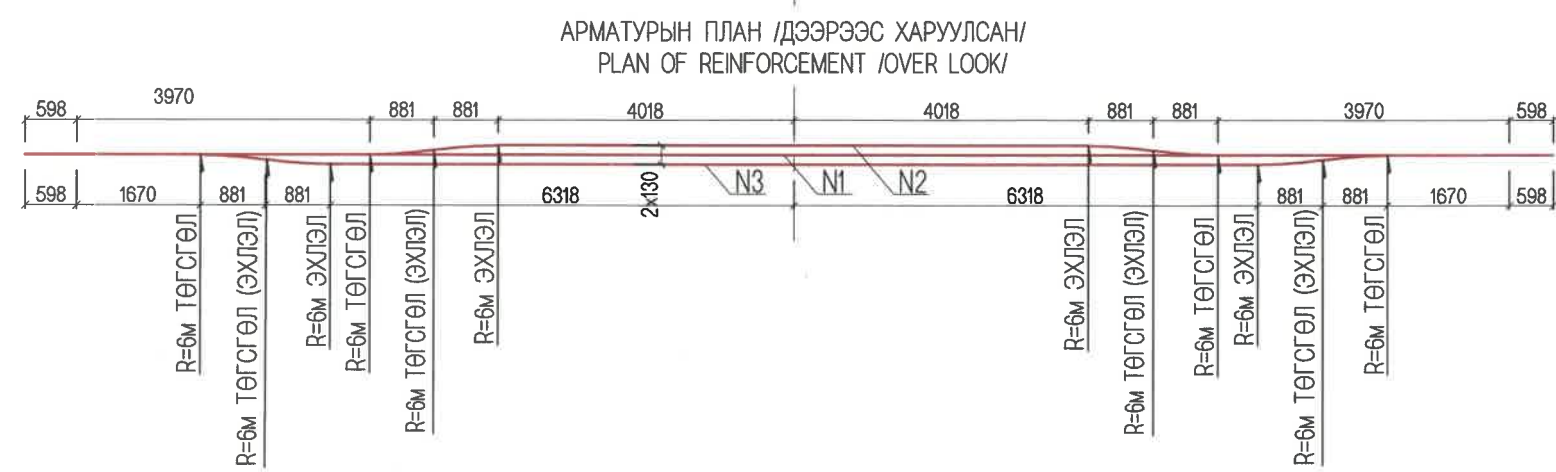 АРМАТУРЫН ПЛАН /ДЭЭРЭЭС ХАРУУЛСАН/
PLAN OF REINFORCEMENT /OVER LOOK/
598 3970 881 881 4018 4018 881 881 3970 598
N3 N1 N2
2x130
598 1670 881 881 6318 6318 881 881 1670 598
R=6м ТӨГСГӨЛ
R=6м ТӨГСГӨЛ (ЭХЛЭЛ)
R=6м ЭХЛЭЛ
R=6м ТӨГСГӨЛ
R=6м ТӨГСГӨЛ (ЭХЛЭЛ)
R=6м ЭХЛЭЛ
R=6м ЭХЛЭЛ
R=6м ТӨГСГӨЛ (ЭХЛЭЛ)
R=6м ТӨГСГӨЛ
R=6м ЭХЛЭЛ
R=6м ТӨГСГӨЛ (ЭХЛЭЛ)
R=6м ТӨГСГӨЛ